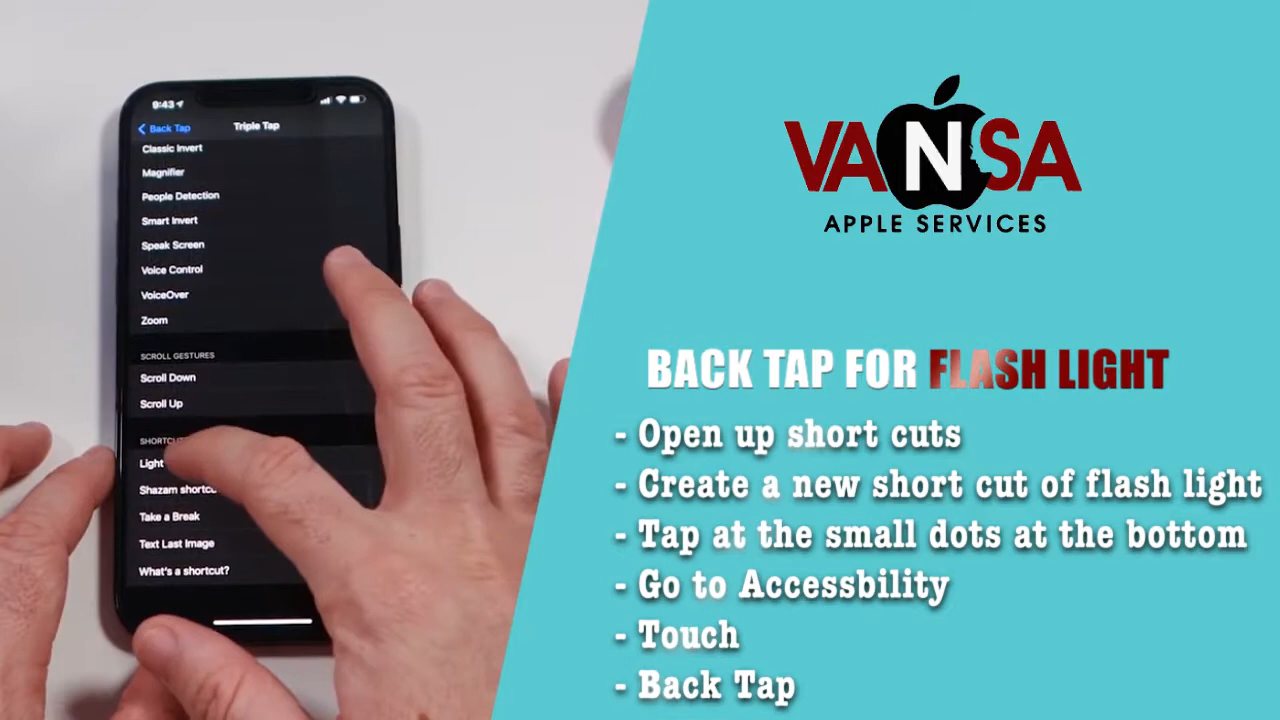 9:43
Back Tap
Triple Tap
Classic Invert
Magnifier
People Detection
Smart Invert
Speak Screen
Voice Control
VoiceOver
Zoom
SCROLL GESTURES
Scroll Down
Scroll Up
Light
Take a Break
Text Last Image
What's a shortcut?
VANSA
APPLE SERVICES
BACK TAP FOR FLASH LIGHT
- Open up short cuts
- Create a new short cut of flash light
- Tap at the small dots at the bottom
- Go to Accessbility
- Touch
- Back Tap